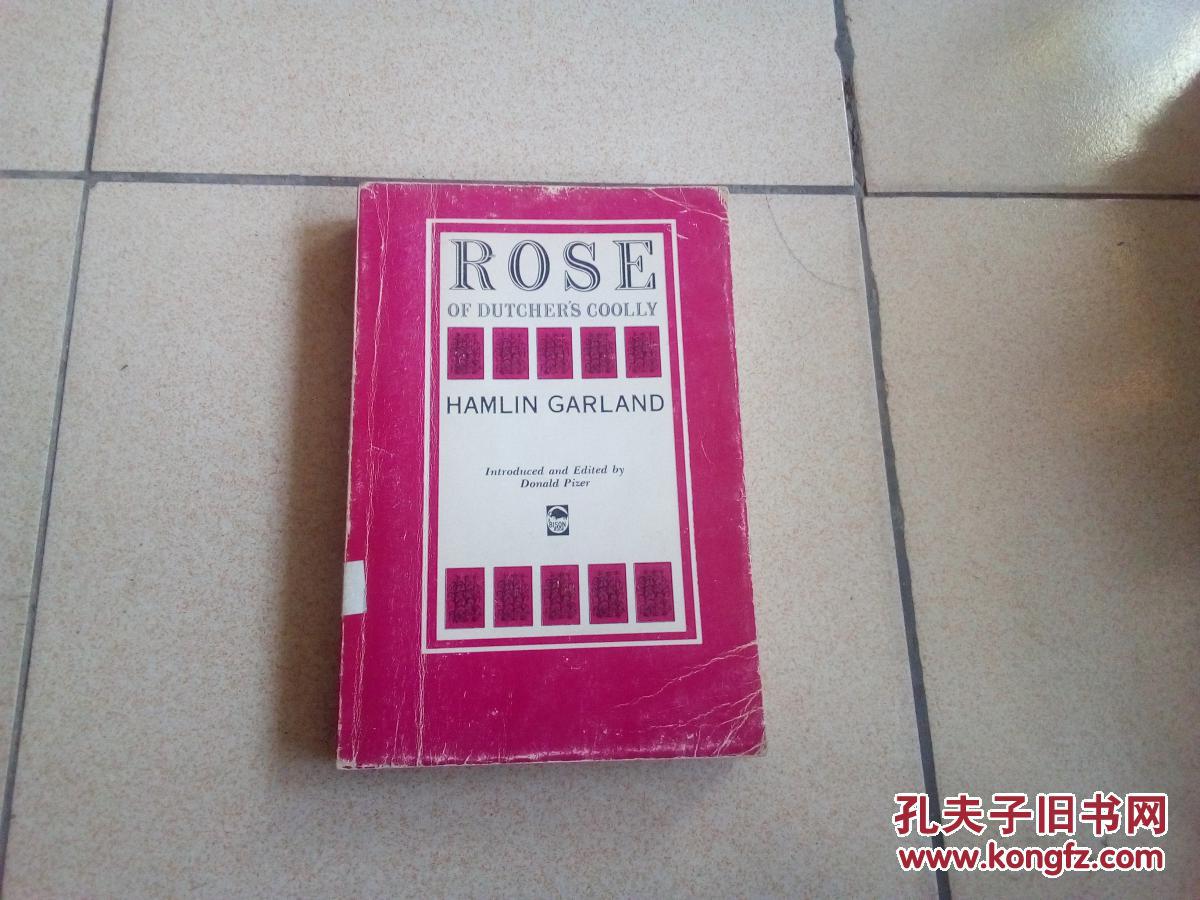 ROSE
OF DUTCHER'S COOLLY
HAMLIN GARLAND
Introduced and Edited by
Donald Pizer
BISON
孔夫子旧书网
www.kongfz.com